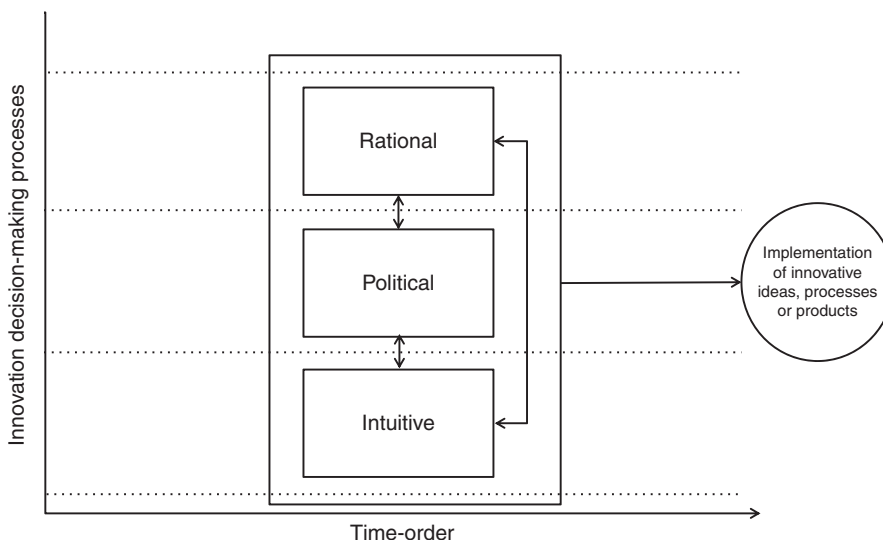 Innovation decision-making processes
Rational
Political
Intuitive
Implementation
of innovative
ideas, processes
or products
Time-order